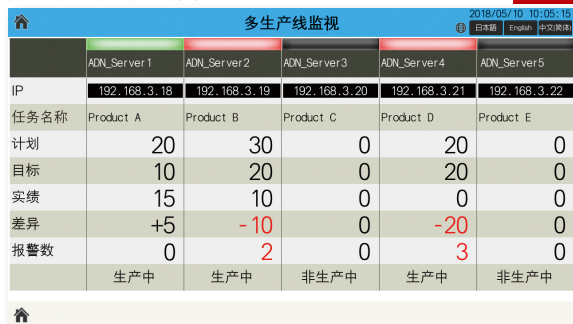 多生产线监视
2018/05/10 10:05:15
日本語 English 中文(简体)
ADN_Server1 ADN_Server2 ADN_Server3 ADN_Server4 ADN_Server5
IP 192.168.3.18 192.168.3.19 192.168.3.20 192.168.3.21 192.168.3.22
任务名称 Product A Product B Product C Product D Product E
计划 20 30 0 20 0
目标 10 20 0 20 0
实绩 15 10 0 0 0
差异 +5 -10 0 -20 0
报警数 0 2 0 3 0
生产中 生产中 非生产中 生产中 非生产中